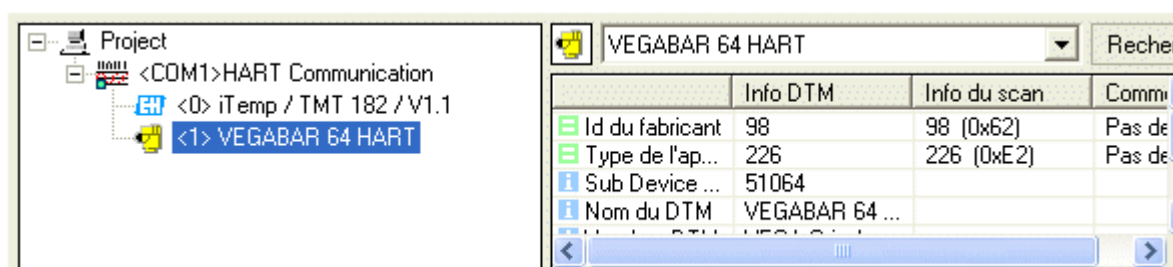 Project
<COM1>HART Communication
<0> iTemp / TMT 182 / V1.1
<1> VEGABAR 64 HART
VEGABAR 64 HART
Reche
Info DTM Info du scan Commu
Id du fabricant 98 98 (0x62) Pas de
Type de l'ap... 226 226 (0xE2) Pas de
Sub Device ... 51064
Nom du DTM VEGABAR 64 ...